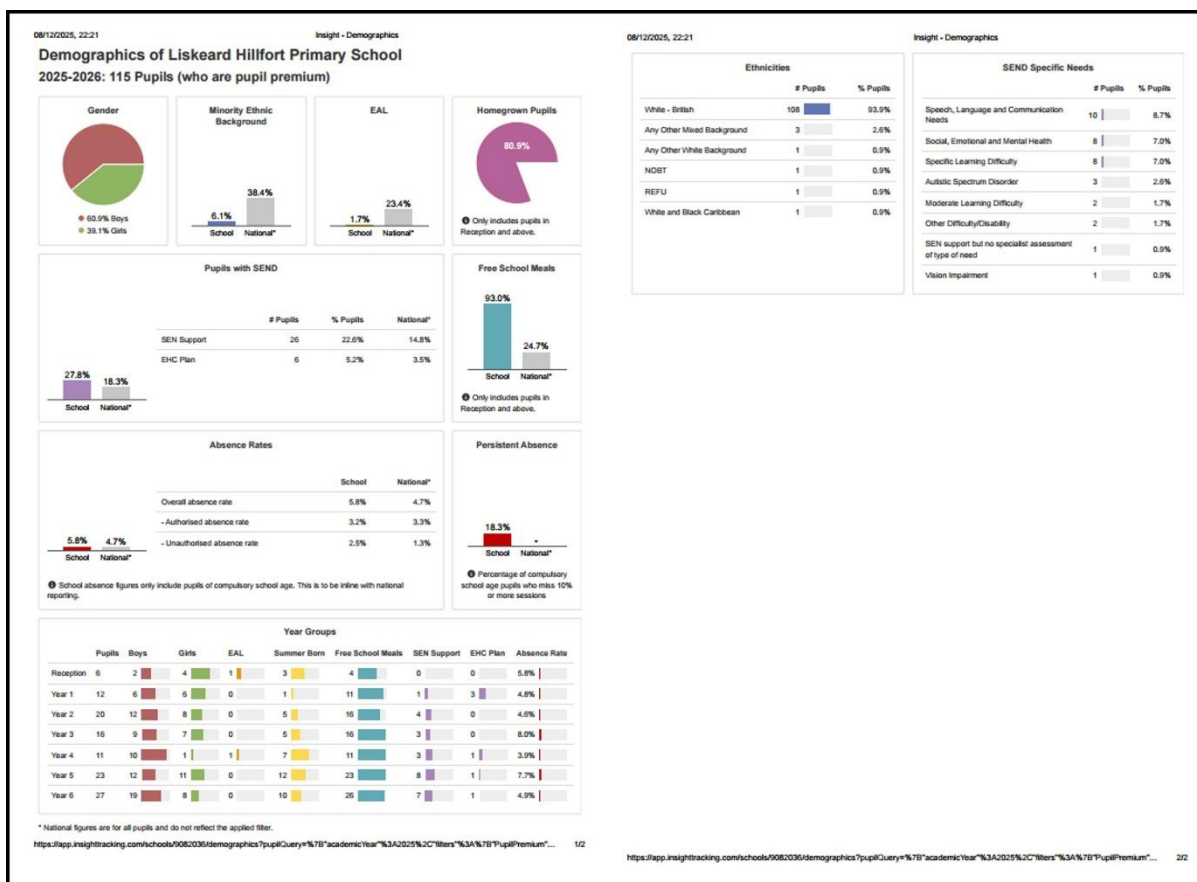 08/12/2025, 22:21 Insight - Demographics
Demographics of Liskeard Hillfort Primary School
2025-2026: 115 Pupils (who are pupil premium)
Gender
60.9% Boys
39.1% Girls
Minority Ethnic
Background
38.4%
6.1%
School National*
EAL
23.4%
1.7%
School National*
Homegrown Pupils
80.9%
Only includes pupils in
Reception and above.
Pupils with SEND
# Pupils % Pupils National*
SEN Support 26 22.6% 14.8%
EHC Plan 6 5.2% 3.5%
27.8% 18.3%
School National*
Free School Meals
93.0%
24.7%
School National*
Only includes pupils in
Reception and above.
Absence Rates
School National*
Overall absence rate 5.8% 4.7%
- Authorised absence rate 3.2% 3.3%
- Unauthorised absence rate 2.5% 1.3%
5.8% 4.7%
School National*
School absence figures only include pupils of compulsory school age. This is to be inline with national
reporting.
Persistent Absence
18.3% *
School National*
Percentage of compulsory
school age pupils who miss 10%
or more sessions
Year Groups
Pupils Boys Girls EAL Summer Born Free School Meals SEN Support EHC Plan Absence Rate
Reception 6 2 4 1 3 4 0 0 5.8%
Year 1 12 6 6 0 1 11 1 3 4.8%
Year 2 20 12 8 0 5 16 4 0 4.6%
Year 3 16 9 7 0 5 16 3 0 8.0%
Year 4 11 10 1 1 7 11 3 1 3.9%
Year 5 23 12 11 0 12 23 8 1 7.7%
Year 6 27 19 8 0 10 26 7 1 4.9%
* National figures are for all pupils and do not reflect the applied filter.
https://app.insighttracking.com/schools/9082036/demographics?pupilQuery=%7B"academicYear"%3A2025%2C"filters"%3A%7B"PupilPremium"... 1/2
08/12/2025, 22:21 Insight - Demographics
Ethnicities
# Pupils % Pupils
White - British 108 93.9%
Any Other Mixed Background 3 2.6%
Any Other White Background 1 0.9%
NOBT 1 0.9%
REFU 1 0.9%
White and Black Caribbean 1 0.9%
SEND Specific Needs
# Pupils % Pupils
Speech, Language and Communication
Needs 10 8.7%
Social, Emotional and Mental Health 8 7.0%
Specific Learning Difficulty 8 7.0%
Autistic Spectrum Disorder 3 2.6%
Moderate Learning Difficulty 2 1.7%
Other Difficulty/Disability 2 1.7%
SEN support but no specialist assessment
of type of need 1 0.9%
Vision Impairment 1 0.9%
https://app.insighttracking.com/schools/9082036/demographics?pupilQuery=%7B"academicYear"%3A2025%2C"filters"%3A%7B"PupilPremium"... 2/2